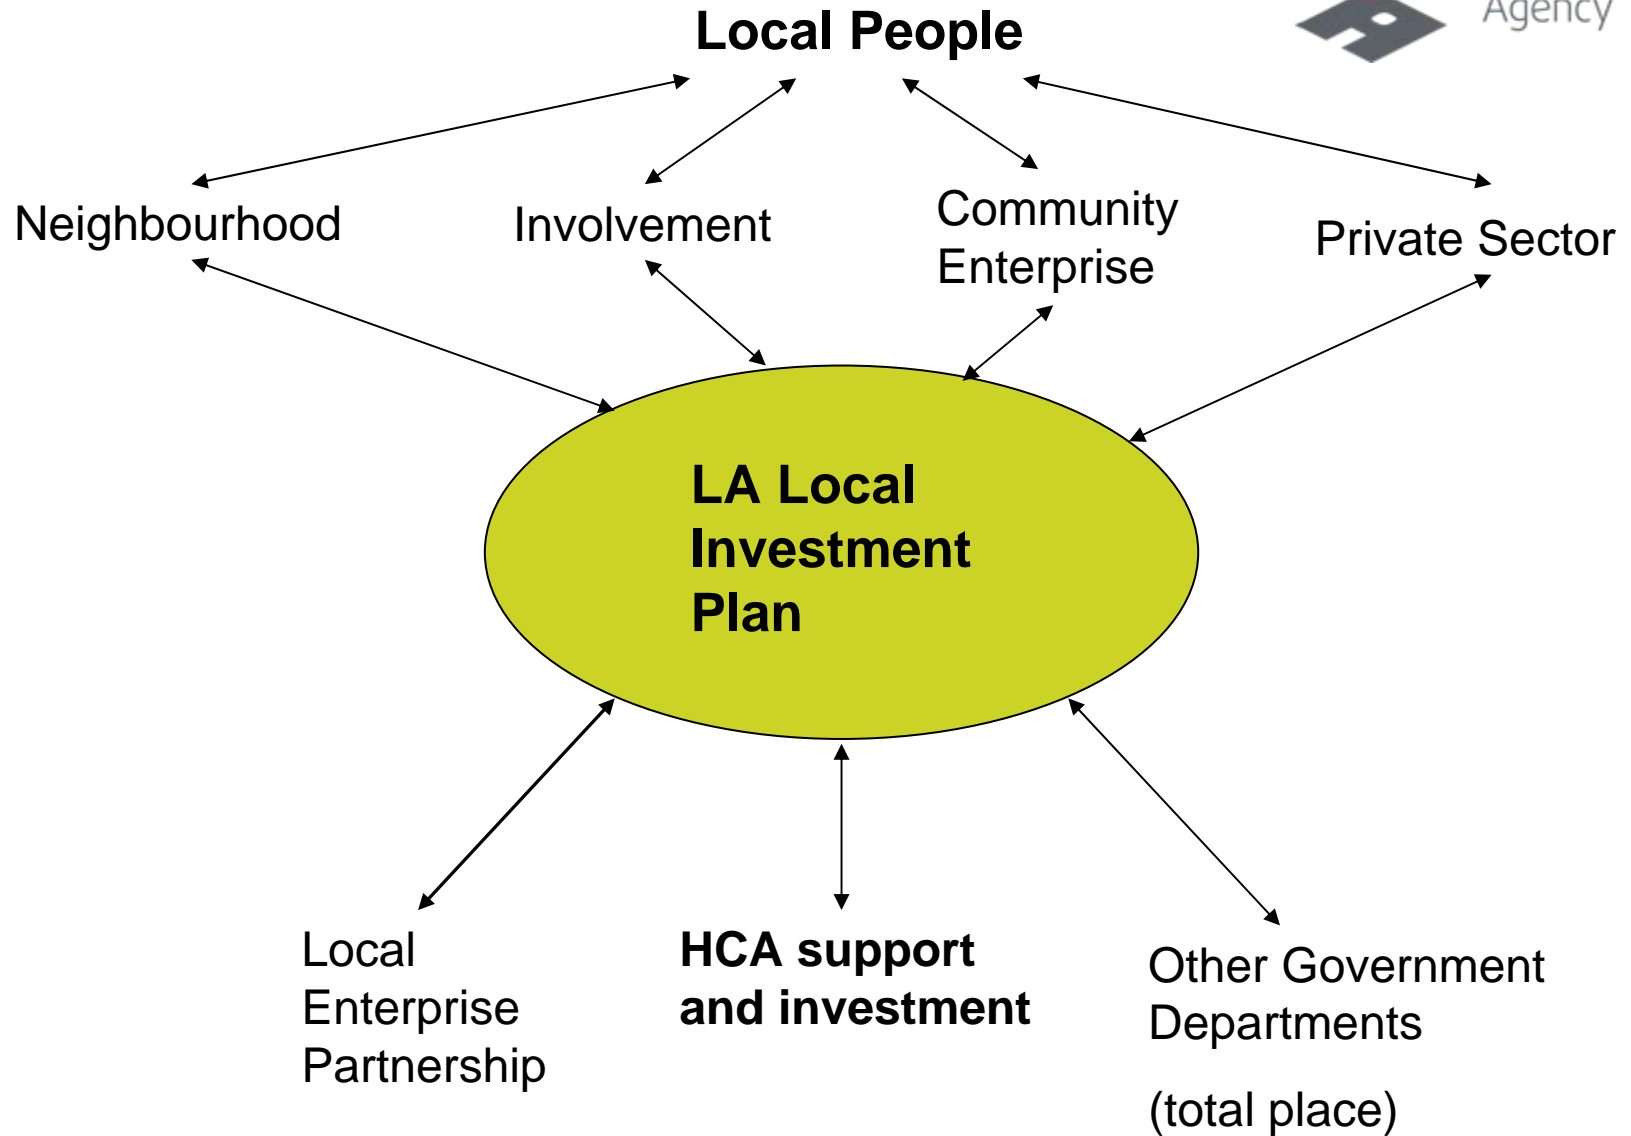 Agency
Local People
Neighbourhood
Involvement
Community
Enterprise
Private Sector
LA Local
Investment
Plan
Local
Enterprise
Partnership
HCA support
and investment
Other Government
Departments
(total place)